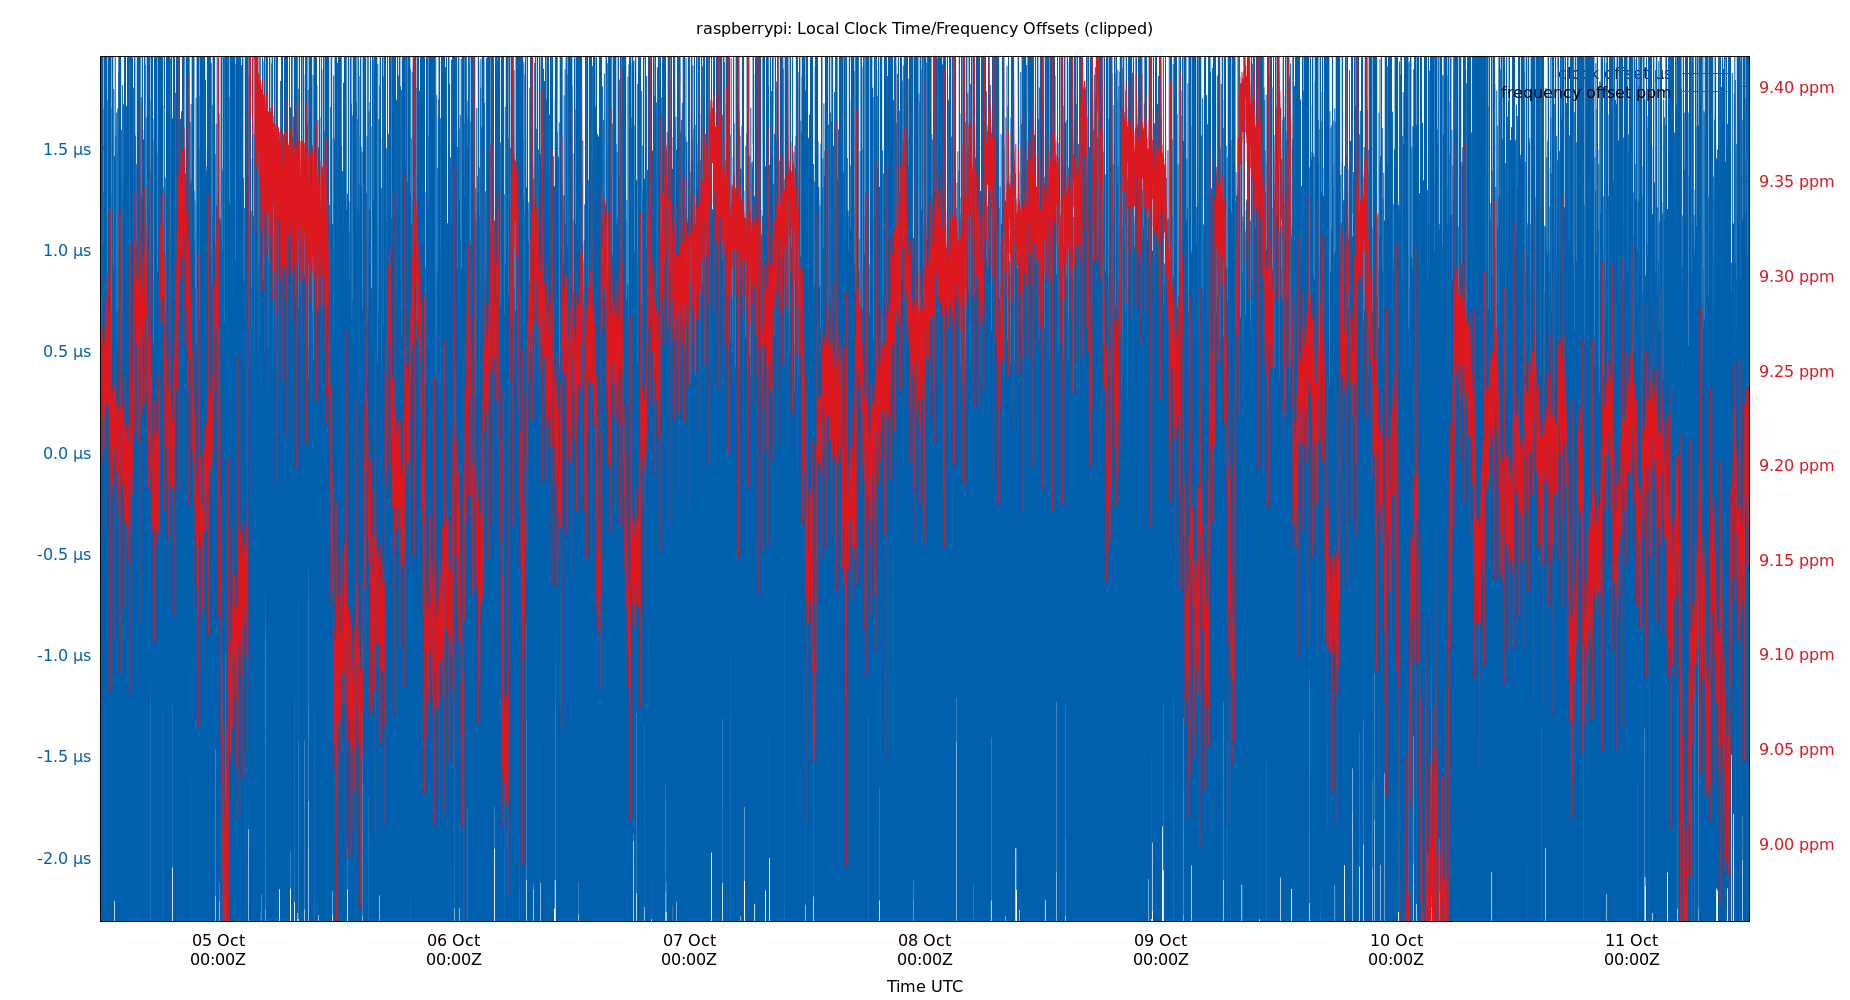 raspberrypi: Local Clock Time/Frequency Offsets (clipped)
clock offset µs
frequency offset ppm
1.5 µs
1.0 µs
0.5 µs
0.0 µs
-0.5 µs
-1.0 µs
-1.5 µs
-2.0 µs
9.40 ppm
9.35 ppm
9.30 ppm
9.25 ppm
9.20 ppm
9.15 ppm
9.10 ppm
9.05 ppm
9.00 ppm
05 Oct 06 Oct 07 Oct 08 Oct 09 Oct 10 Oct 11 Oct
00:00Z 00:00Z 00:00Z 00:00Z 00:00Z 00:00Z 00:00Z
Time UTC